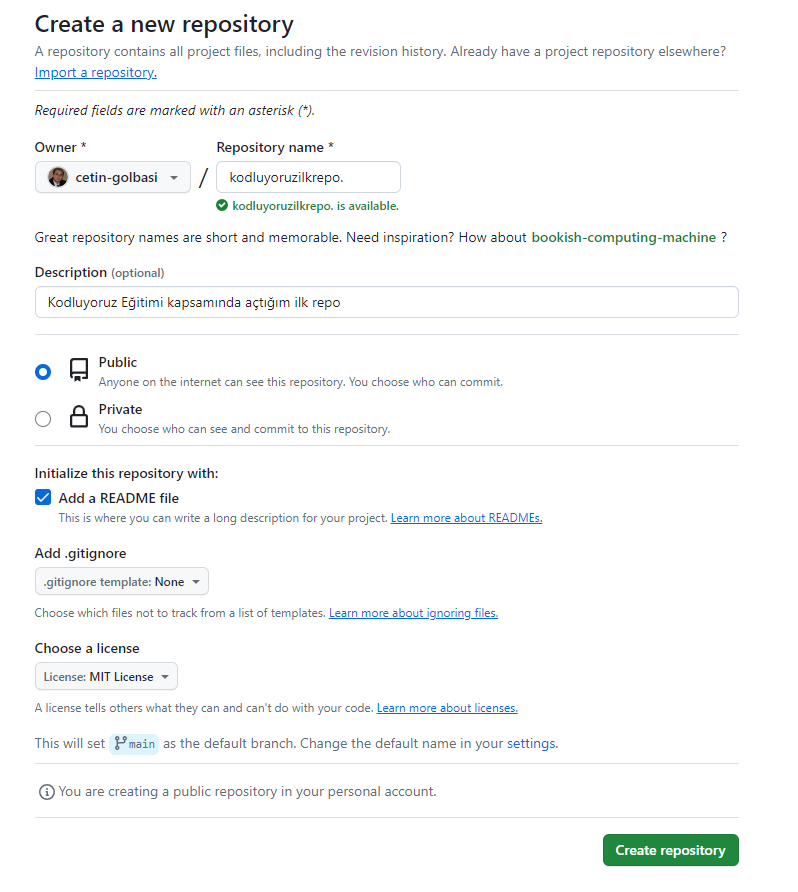 Create a new repository
A repository contains all project files, including the revision history. Already have a project repository elsewhere?
Import a repository.
Required fields are marked with an asterisk (*).
Owner * Repository name *
cetin-golbasi / kodluyoruzilkrepo.
kodluyoruzilkrepo. is available.
Great repository names are short and memorable. Need inspiration? How about bookish-computing-machine ?
Description (optional)
Kodluyoruz Eğitimi kapsamında açtığım ilk repo
Public
Anyone on the internet can see this repository. You choose who can commit.
Private
You choose who can see and commit to this repository.
Initialize this repository with:
Add a README file
This is where you can write a long description for your project. Learn more about READMEs.
Add .gitignore
.gitignore template: None
Choose which files not to track from a list of templates. Learn more about ignoring files.
Choose a license
License: MIT License
A license tells others what they can and can't do with your code. Learn more about licenses.
This will set main as the default branch. Change the default name in your settings.
You are creating a public repository in your personal account.
Create repository